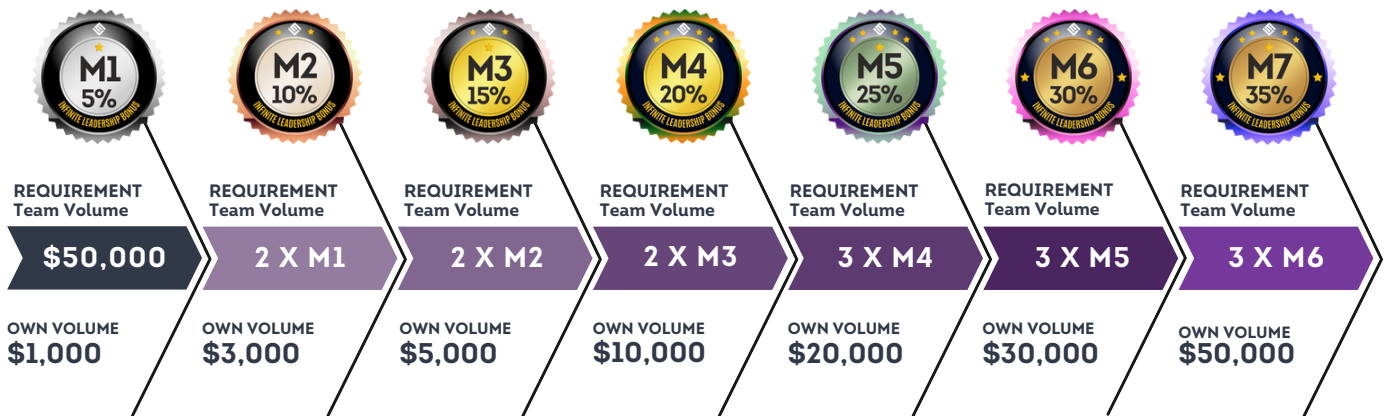 M1
5%
INFINITE LEADERSHIP BONUS
M2
10%
INFINITE LEADERSHIP BONUS
M3
15%
INFINITE LEADERSHIP BONUS
M4
20%
INFINITE LEADERSHIP BONUS
M5
25%
INFINITE LEADERSHIP BONUS
M6
30%
INFINITE LEADERSHIP BONUS
M7
35%
INFINITE LEADERSHIP BONUS
REQUIREMENT
Team Volume
$50,000
OWN VOLUME
$1,000
REQUIREMENT
Team Volume
2 X M1
OWN VOLUME
$3,000
REQUIREMENT
Team Volume
2 X M2
OWN VOLUME
$5,000
REQUIREMENT
Team Volume
2 X M3
OWN VOLUME
$10,000
REQUIREMENT
Team Volume
3 X M4
OWN VOLUME
$20,000
REQUIREMENT
Team Volume
3 X M5
OWN VOLUME
$30,000
REQUIREMENT
Team Volume
3 X M6
OWN VOLUME
$50,000